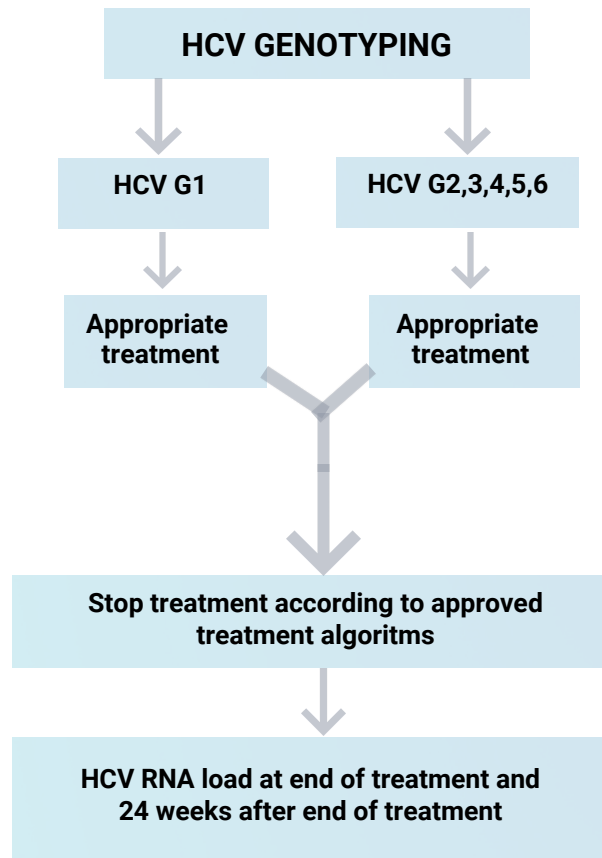 HCV GENOTYPING
HCV G1
HCV G2,3,4,5,6
Appropriate
treatment
Appropriate
treatment
Stop treatment according to approved
treatment algoritms
HCV RNA load at end of treatment and
24 weeks after end of treatment